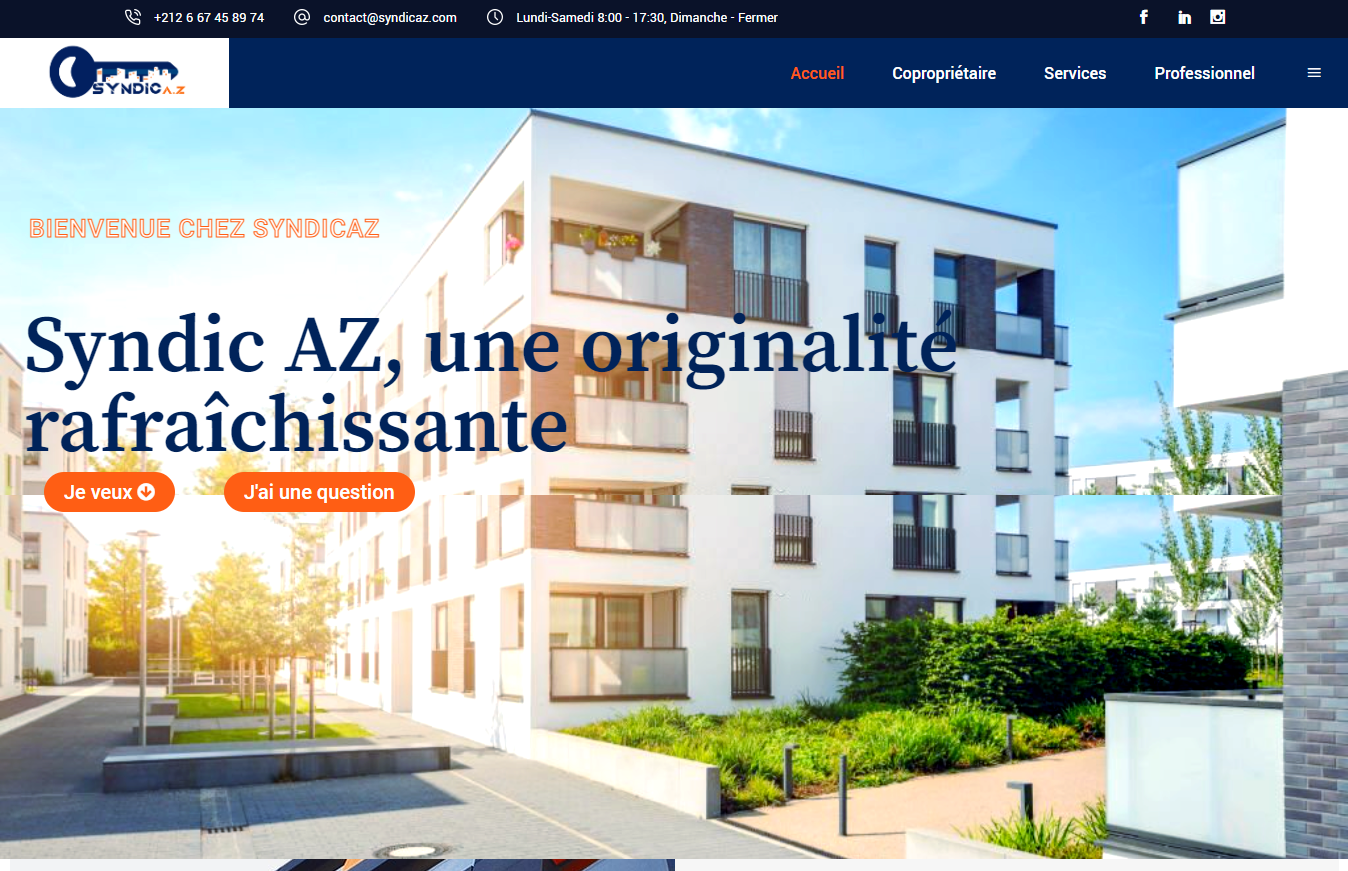 +212 6 67 45 89 74 contact@syndicaz.com Lundi-Samedi 8:00 - 17:30, Dimanche - Fermer
SYNDIC A.Z
Accueil Copropriétaire Services Professionnel
BIENVENUE CHEZ SYNDICAZ
Syndic AZ, une originalité
rafraîchissante
Je veux J'ai une question